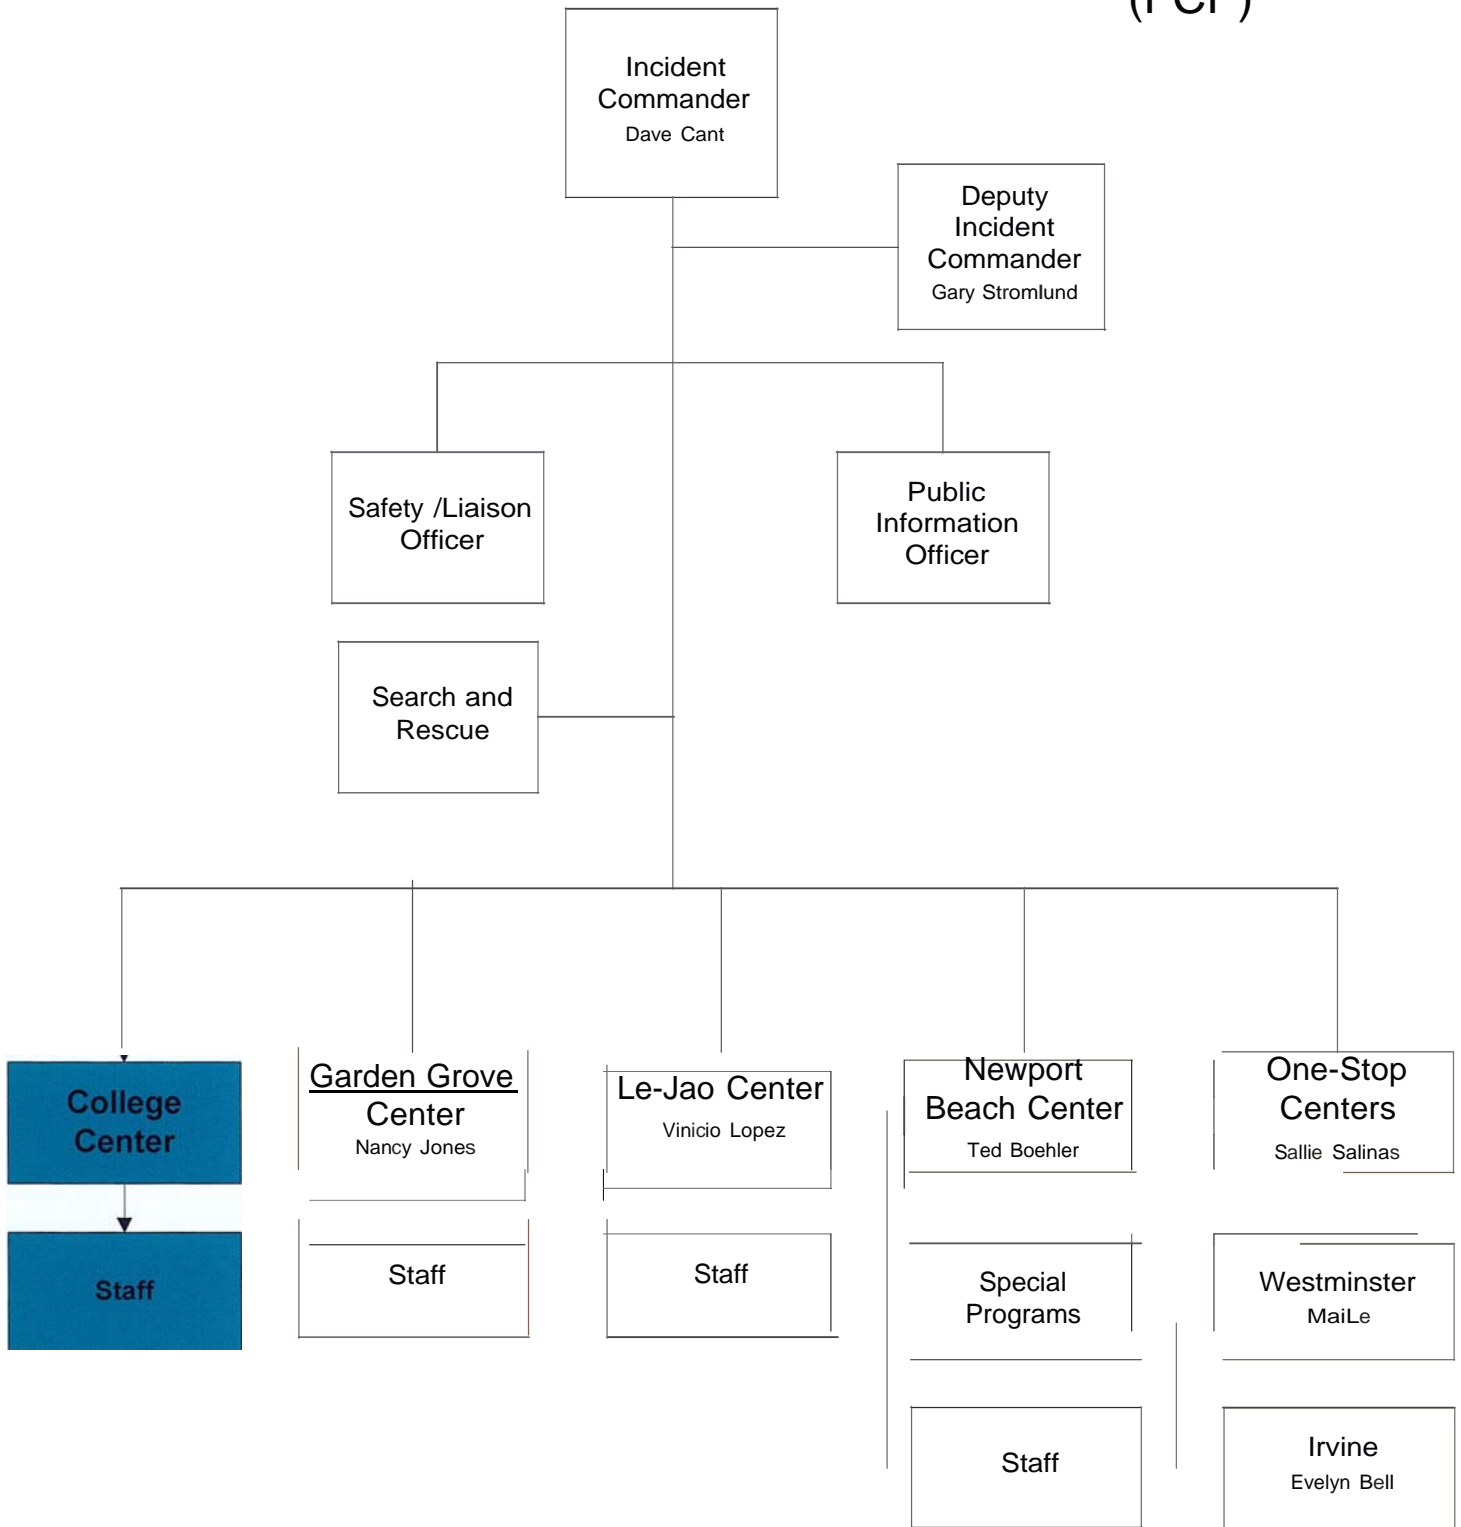 Incident
Commander
Dave Cant
Deputy
Incident
Commander
Gary Stromlund
Safety /Liaison
Officer
Public
Information
Officer
Search and
Rescue
College
Center
Garden Grove
Center
Nancy Jones
Le-Jao Center
Vinicio Lopez
Newport
Beach Center
Ted Boehler
One-Stop
Centers
Sallie Salinas
Staff
Staff
Staff
Special
Programs
Westminster
MaiLe
Staff
Irvine
Evelyn Bell